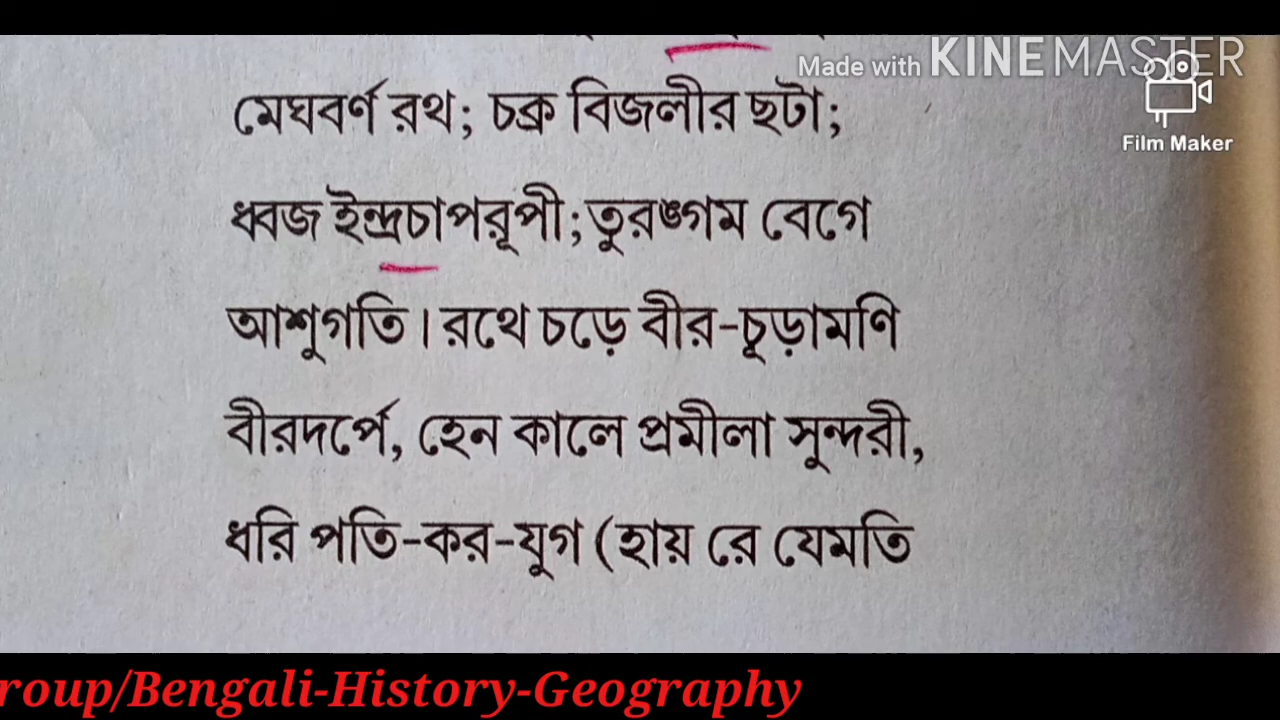 Made with KINEMASTER
Film Maker
মেঘবর্ণ রথ; চক্র বিজলীর ছটা;
ধ্বজ ইন্দ্রচাপরূপী; তুরঙ্গম বেগে
আশুগতি। রথে চড়ে বীর-চূড়ামণি
বীরদর্পে, হেন কালে প্রমীলা সুন্দরী,
ধরি পতি-কর-যুগ (হায় রে যেমতি
roup/Bengali-History-Geography